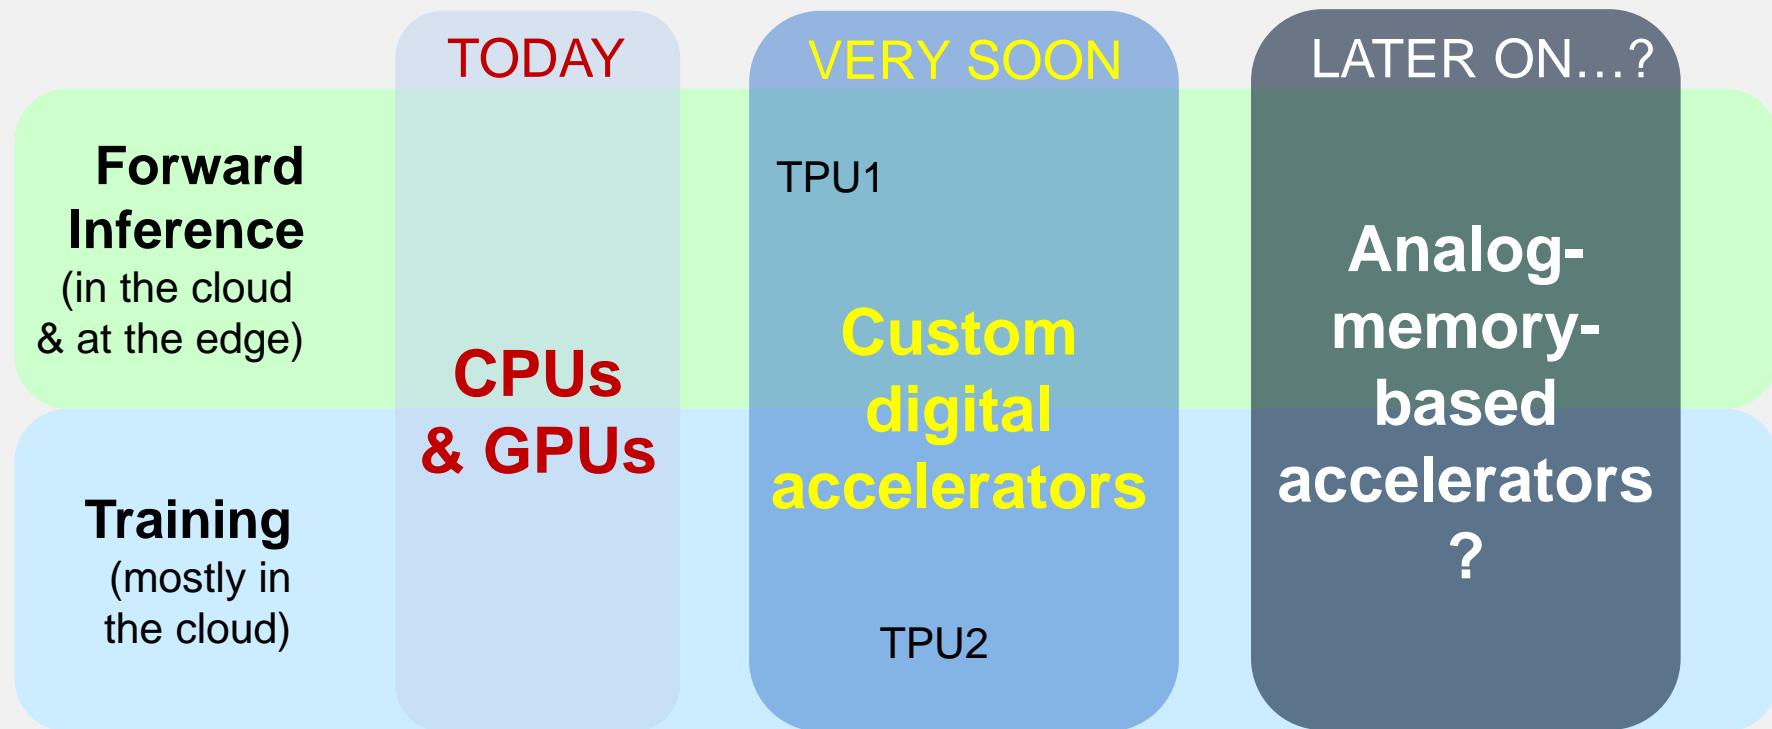 TODAY
VERY SOON
LATER ON…?
Forward
Inference
(in the cloud
& at the edge)
Training
(mostly in
the cloud)
CPUs
& GPUs
TPU1
Custom
digital
accelerators
TPU2
Analog-
memory-
based
accelerators
?